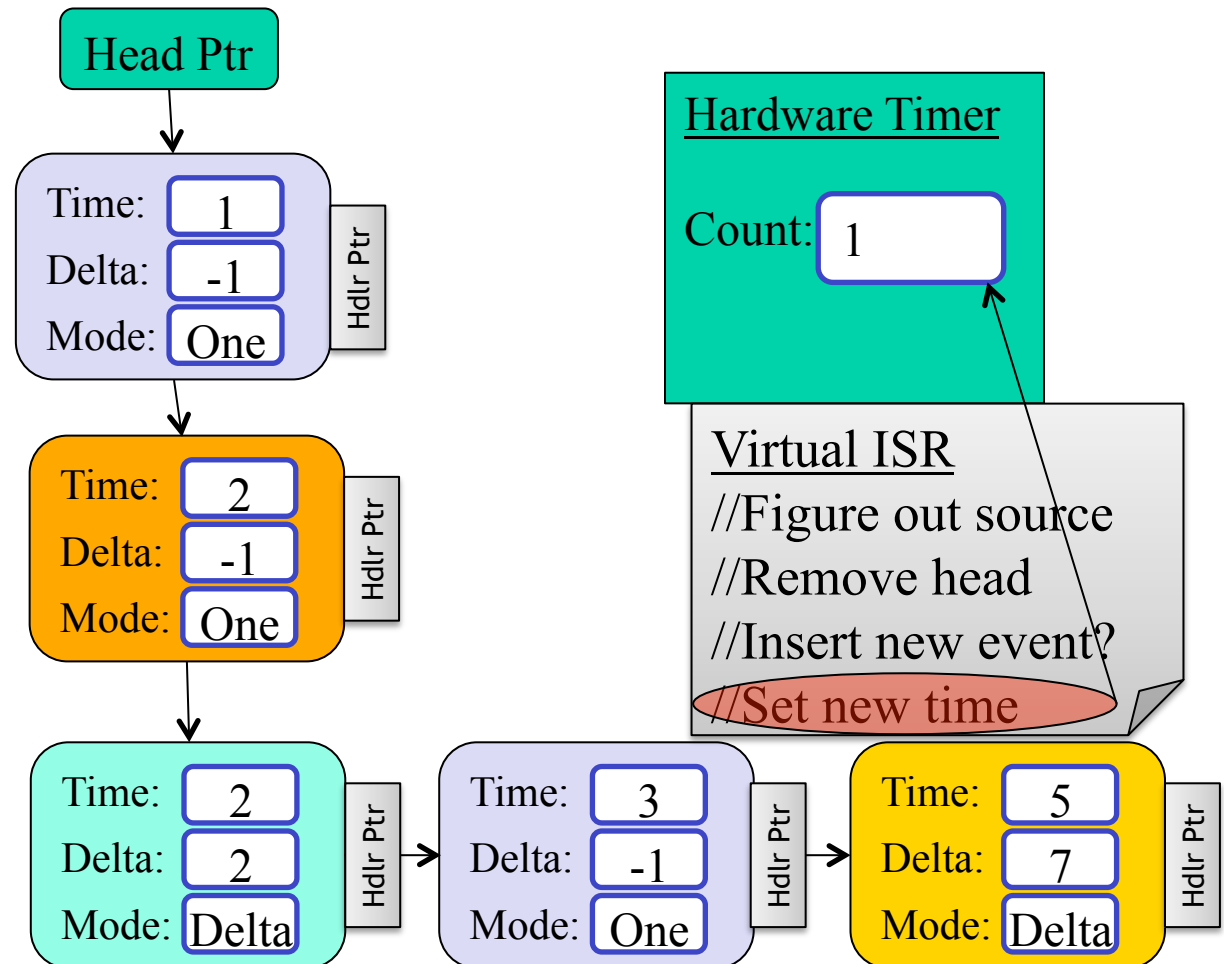 Head Ptr
Time: 1
Delta: -1
Mode: One
Hdlr Ptr
Hardware Timer
Count: 1
Time: 2
Delta: -1
Mode: One
Hdlr Ptr
Virtual ISR
//Figure out source
//Remove head
//Insert new event?
//Set new time
Time: 2
Delta: 2
Mode: Delta
Hdlr Ptr
Time: 3
Delta: -1
Mode: One
Hdlr Ptr
Time: 5
Delta: 7
Mode: Delta
Hdlr Ptr